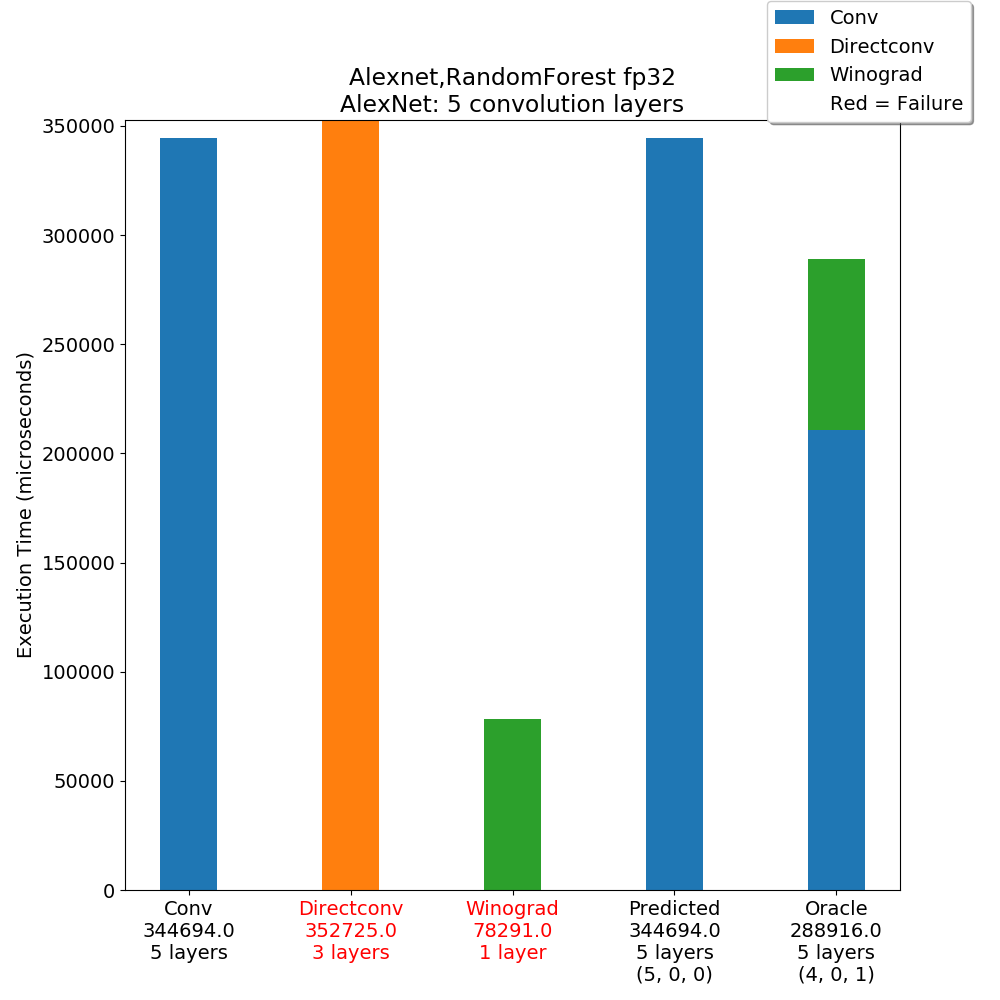 Conv
Directconv
Winograd
Red = Failure
Alexnet,RandomForest fp32
AlexNet: 5 convolution layers
Execution Time (microseconds)
350000
300000
250000
200000
150000
100000
50000
0
Conv
344694.0
5 layers
Directconv
352725.0
3 layers
Winograd
78291.0
1 layer
Predicted
344694.0
5 layers
(5, 0, 0)
Oracle
288916.0
5 layers
(4, 0, 1)